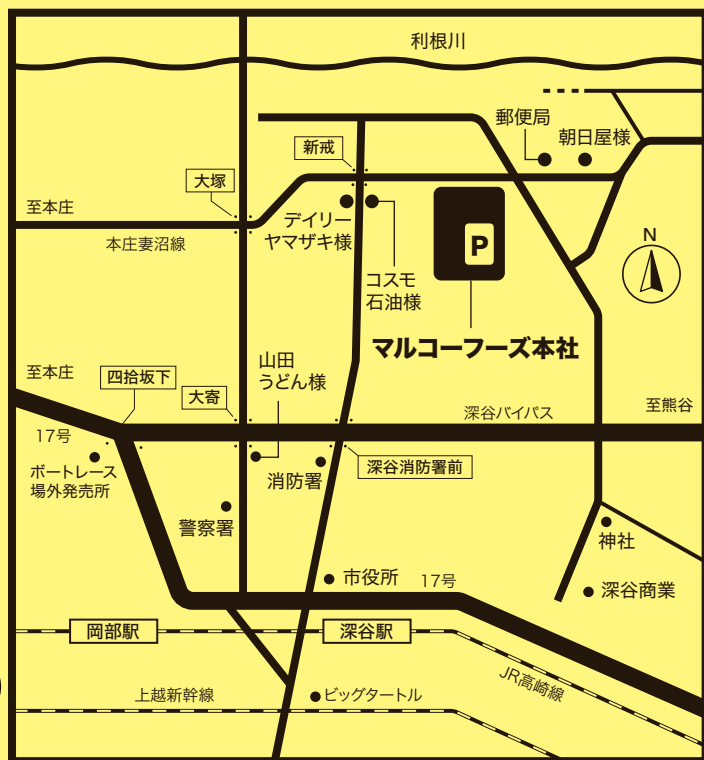 利根川
郵便局
朝日屋様
新戒
大塚
至本庄
デイリー
ヤマザキ様
本庄妻沼線
P
N
コスモ
石油様
マルコーフーズ本社
至本庄
四拾坂下
大寄
山田
うどん様
深谷バイパス
至熊谷
17号
ボートレース
場外発売所
消防署
深谷消防署前
警察署
神社
市役所
17号
深谷商業
岡部駅
深谷駅
JR高崎線
上越新幹線
ビッグタートル